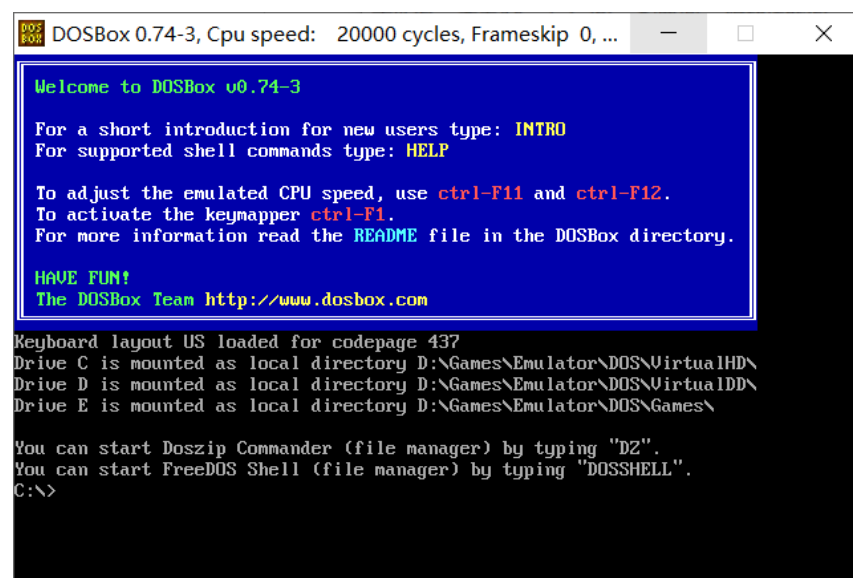 DOS BOX DOSBox 0.74-3, Cpu speed: 20000 cycles, Frameskip 0, ...
Welcome to DOSBox v0.74-3
For a short introduction for new users type: INTRO
For supported shell commands type: HELP
To adjust the emulated CPU speed, use ctrl-F11 and ctrl-F12.
To activate the keymapper ctrl-F1.
For more information read the README file in the DOSBox directory.
HAVE FUN!
The DOSBox Team http://www.dosbox.com
Keyboard layout US loaded for codepage 437
Drive C is mounted as local directory D:\Games\Emulator\DOS\VirtualHD\
Drive D is mounted as local directory D:\Games\Emulator\DOS\VirtualDD\
Drive E is mounted as local directory D:\Games\Emulator\DOS\Games\
You can start Doszip Commander (file manager) by typing "DZ".
You can start FreeDOS Shell (file manager) by typing "DOSSHELL".
C:\>